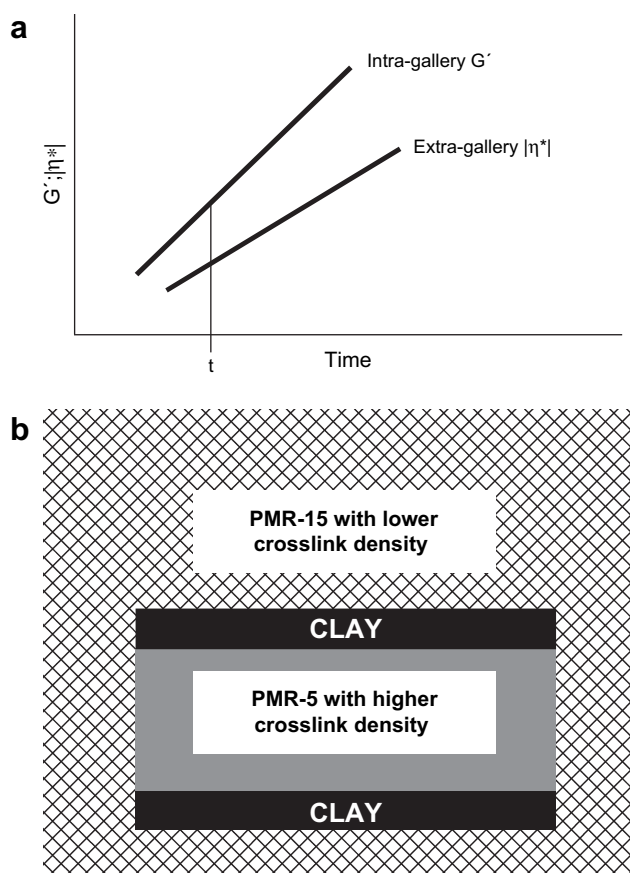 a
Intra-gallery G´
Extra-gallery |η*|
G´;|η*|
t
Time
b
PMR-15 with lower
crosslink density
CLAY
PMR-5 with higher
crosslink density
CLAY